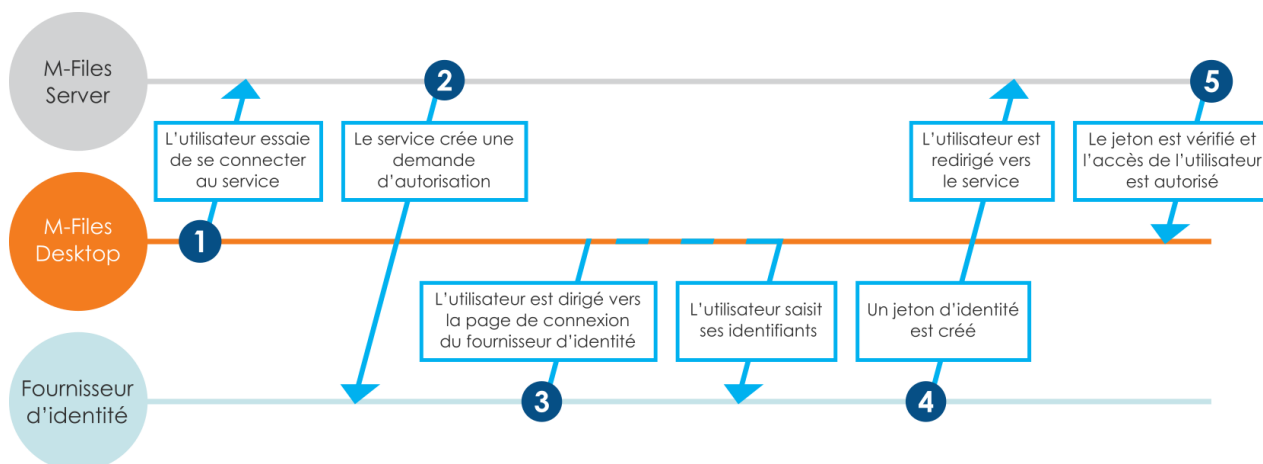 M-Files
Server
2
5
L’utilisateur essaie
de se connecter
au service
Le service crée une
demande
d’autorisation
L’utilisateur est
redirigé vers
le service
Le jeton est vérifié et
l’accès de l’utilisateur
est autorisé
M-Files
Desktop
1
L’utilisateur est dirigé vers
la page de connexion
du fournisseur d’identité
L’utilisateur saisit
ses identifiants
Un jeton d’identité
est créé
Fournisseur
d’identité
3
4